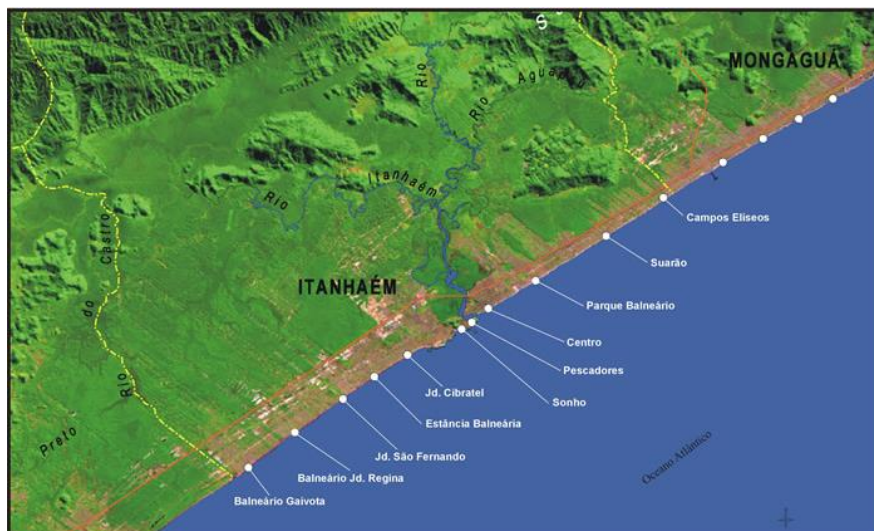 S
MONGAGUÁ
Rio
Rio
Aguap
Rio
Itanhaém
Campos Elíseos
Suarão
ITANHAÉM
Parque Balneário
Centro
Pescadores
Sonho
Jd. Cibratel
Estância Balneária
Jd. São Fernando
Balneário Jd. Regina
Balneário Gaivota
Castro
do
Rio
Preto
Oceano Atlântico